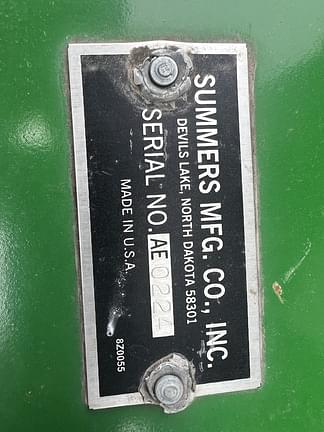 SUMMERS MFG. CO., INC.
DEVILS LAKE, NORTH DAKOTA 58301
SERIAL NO. AE0224
MADE IN U.S.A.
8Z0055